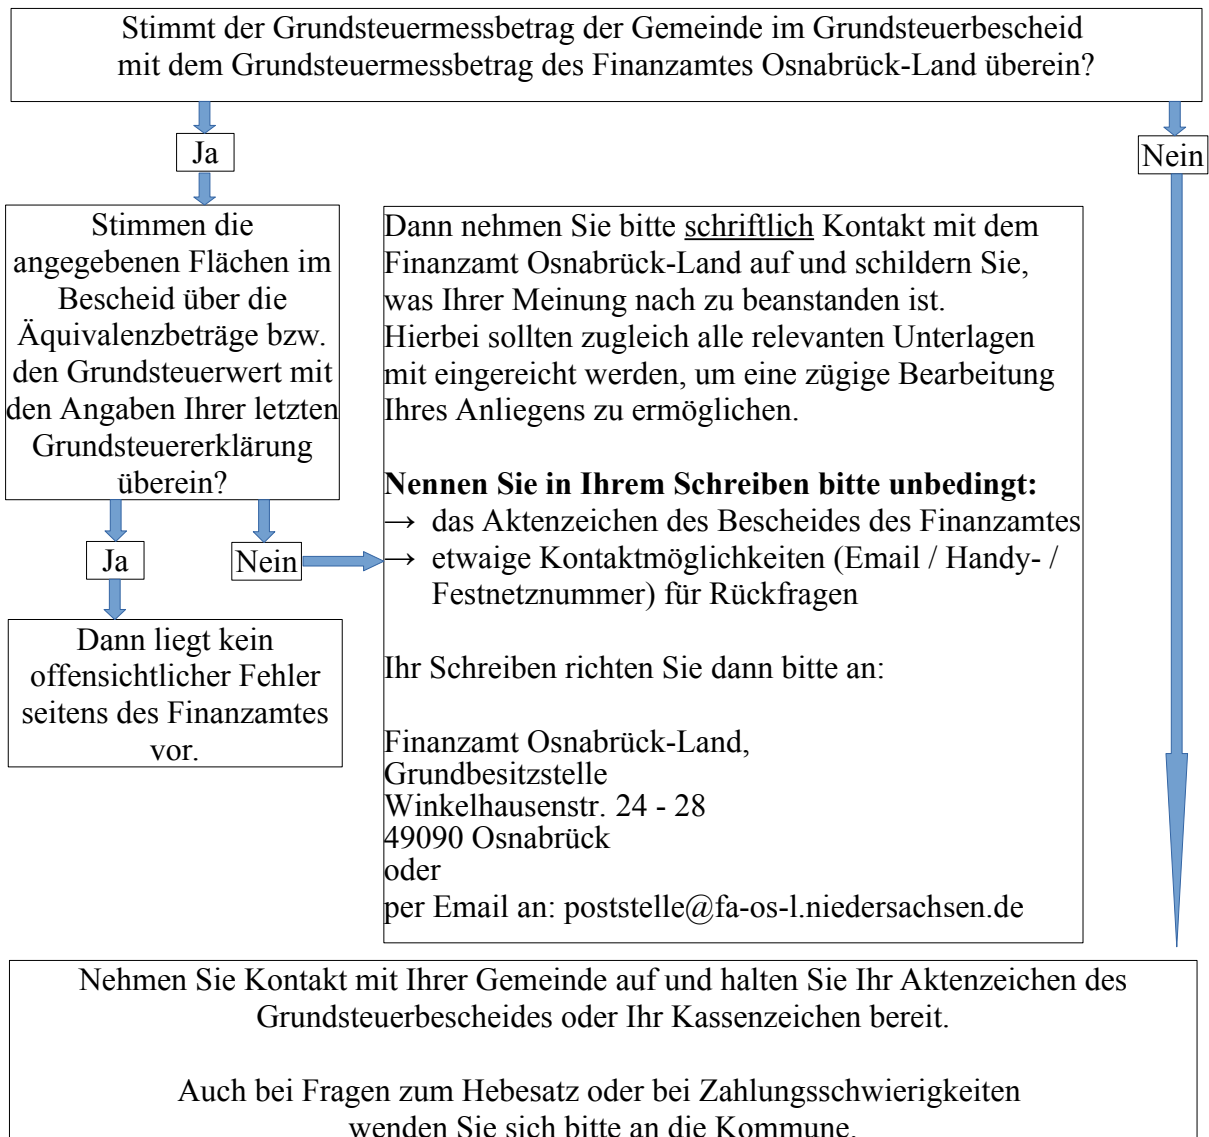 Stimmt der Grundsteuermessbetrag der Gemeinde im Grundsteuerbescheid
mit dem Grundsteuermessbetrag des Finanzamtes Osnabrück-Land überein?
Ja
Nein
Stimmen die
angegebenen Flächen im
Bescheid über die
Äquivalenzbeträge bzw.
den Grundsteuerwert mit
den Angaben Ihrer letzten
Grundsteuererklärung
überein?
Ja
Nein
Dann liegt kein
offensichtlicher Fehler
seitens des Finanzamtes
vor.
Dann nehmen Sie bitte schriftlich Kontakt mit dem
Finanzamt Osnabrück-Land auf und schildern Sie,
was Ihrer Meinung nach zu beanstanden ist.
Hierbei sollten zugleich alle relevanten Unterlagen
mit eingereicht werden, um eine zügige Bearbeitung
Ihres Anliegens zu ermöglichen.
Nennen Sie in Ihrem Schreiben bitte unbedingt:
→ das Aktenzeichen des Bescheides des Finanzamtes
→ etwaige Kontaktmöglichkeiten (Email / Handy- /
Festnetznummer) für Rückfragen
Ihr Schreiben richten Sie dann bitte an:
Finanzamt Osnabrück-Land,
Grundbesitzstelle
Winkelhausenstr. 24 - 28
49090 Osnabrück
oder
per Email an: poststelle@fa-os-l.niedersachsen.de
Nehmen Sie Kontakt mit Ihrer Gemeinde auf und halten Sie Ihr Aktenzeichen des
Grundsteuerbescheides oder Ihr Kassenzeichen bereit.
Auch bei Fragen zum Hebesatz oder bei Zahlungsschwierigkeiten
wenden Sie sich bitte an die Kommune.